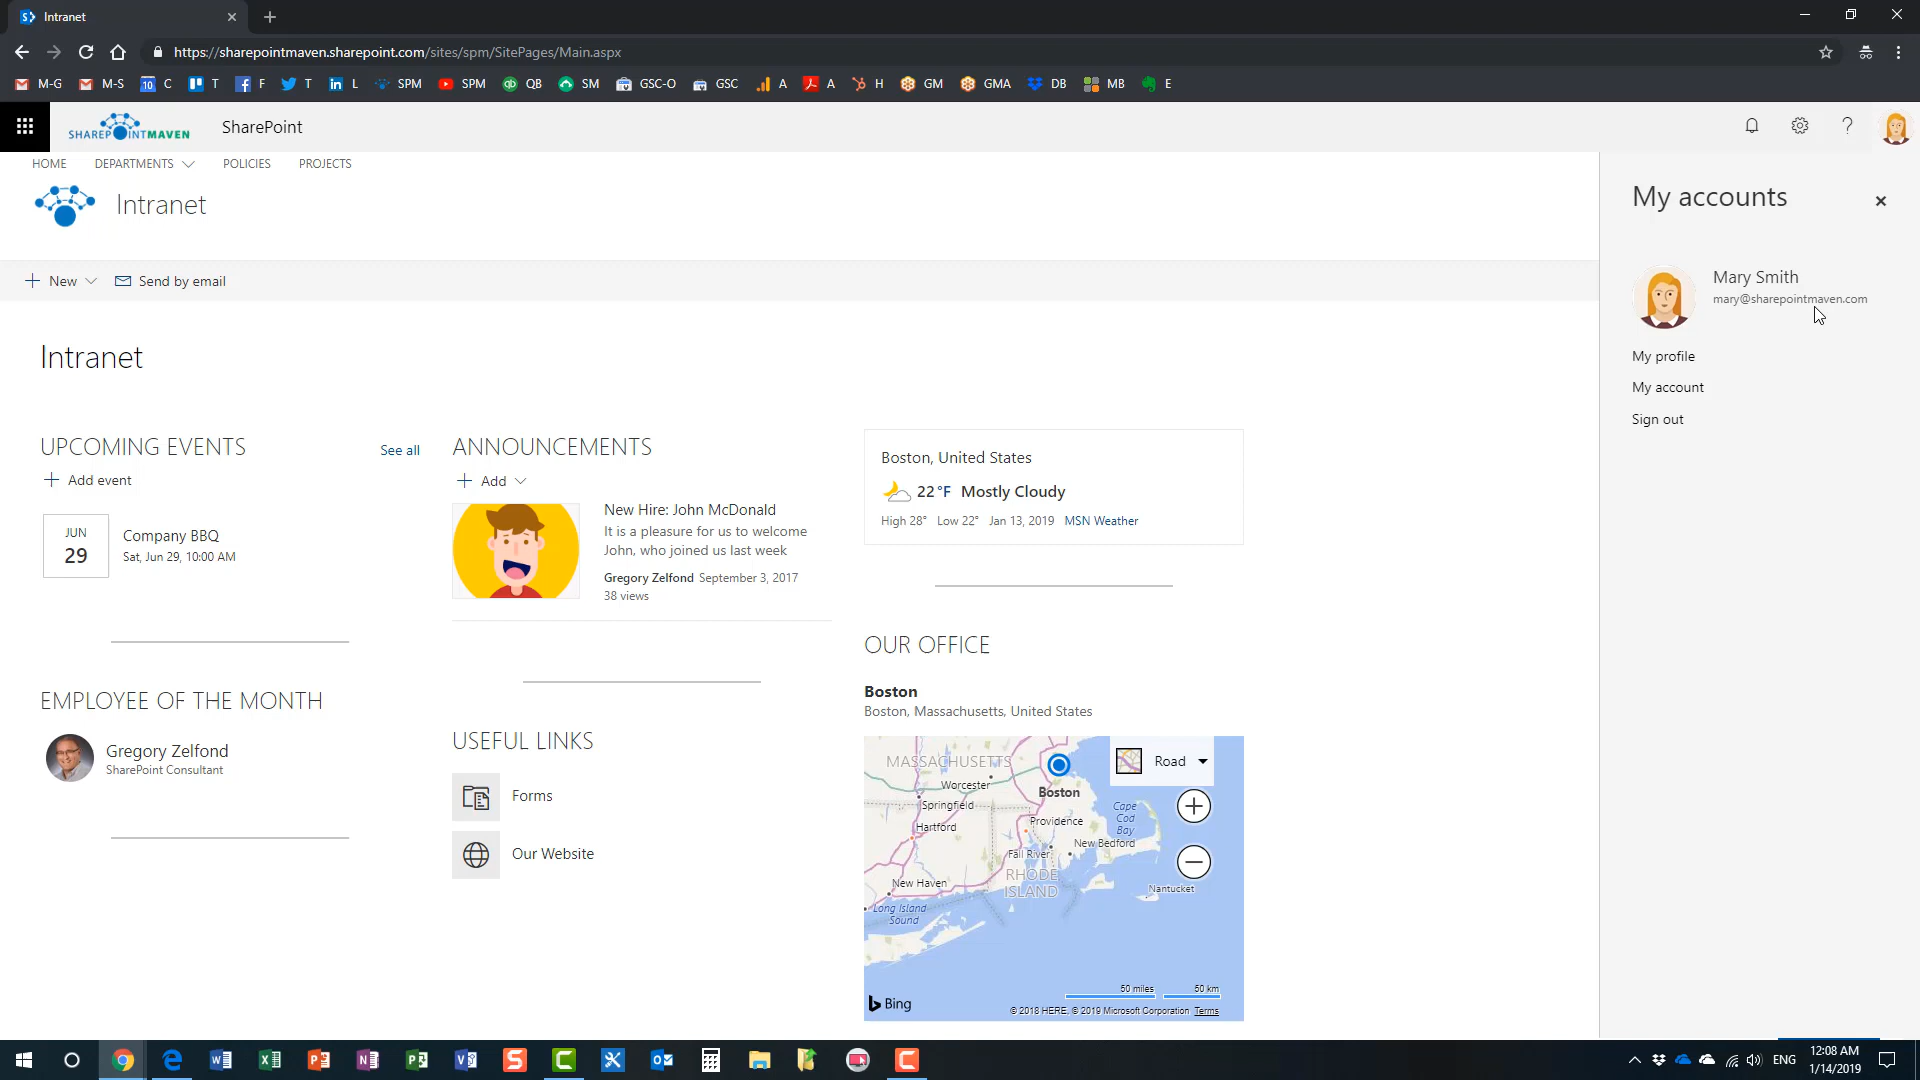 Intranet
https://sharepointmaven.sharepoint.com/sites/spm/SitePages/Main.aspx
M-G M-S 10 C T F T L SPM SPM QB SM GSC-O GSC A A H GM GMA DB MB E
SHAREPOINTMAVEN SharePoint
HOME DEPARTMENTS POLICIES PROJECTS
Intranet
New Send by email
Intranet
UPCOMING EVENTS See all
Add event
JUN
29
Company BBQ
Sat, Jun 29, 10:00 AM
EMPLOYEE OF THE MONTH
Gregory Zelfond
SharePoint Consultant
ANNOUNCEMENTS
Add
New Hire: John McDonald
It is a pleasure for us to welcome
John, who joined us last week
Gregory Zelfond September 3, 2017
38 views
USEFUL LINKS
Forms
Our Website
Boston, United States
22 °F Mostly Cloudy
High 28° Low 22° Jan 13, 2019 MSN Weather
OUR OFFICE
Boston
Boston, Massachusetts, United States
Road
MASSACHUSETTS
Worcester
Boston
Springfield
Cape
Cod
Bay
Hartford
Providence
Fall River
New Bedford
RHODE
ISLAND
New Haven
Nantucket
Long Island
Sound
50 miles 50 km
Bing
© 2018 HERE, © 2019 Microsoft Corporation Terms
My accounts
Mary Smith
mary@sharepointmaven.com
My profile
My account
Sign out
ENG
12:08 AM
1/14/2019